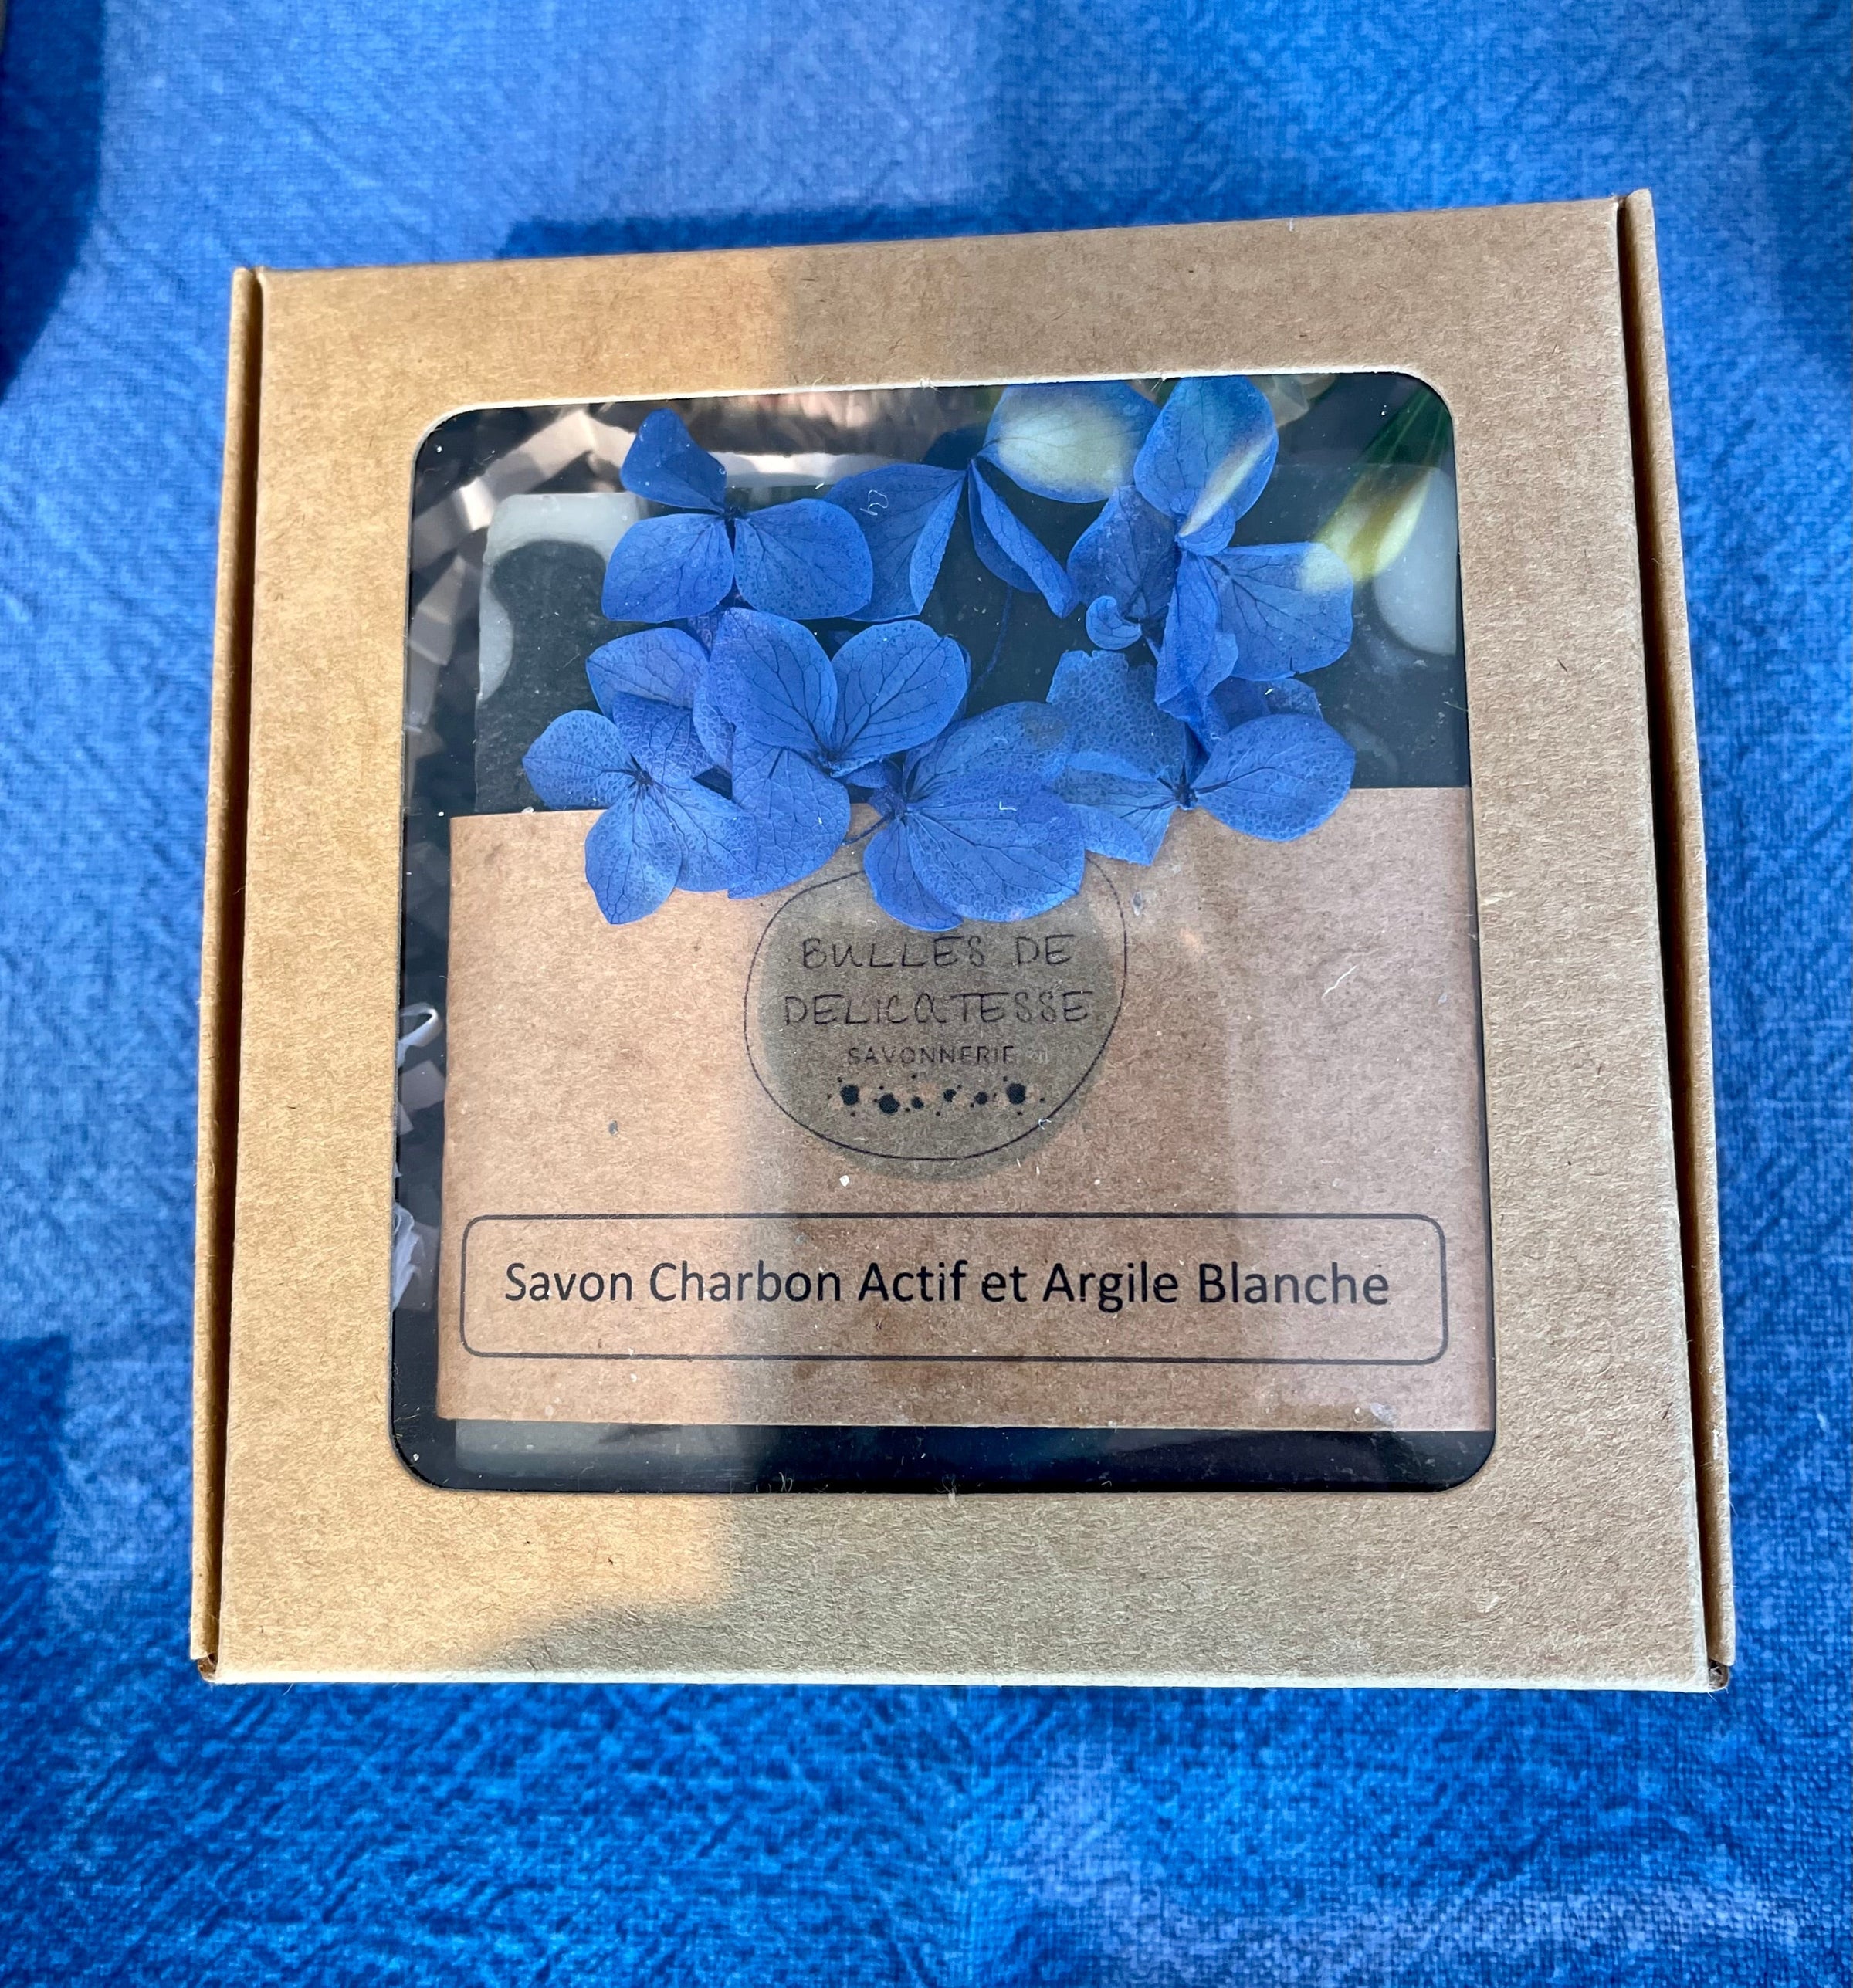 BULLES DE
DELICATESSE
SAVONNERIE
Savon Charbon Actif et Argile Blanche